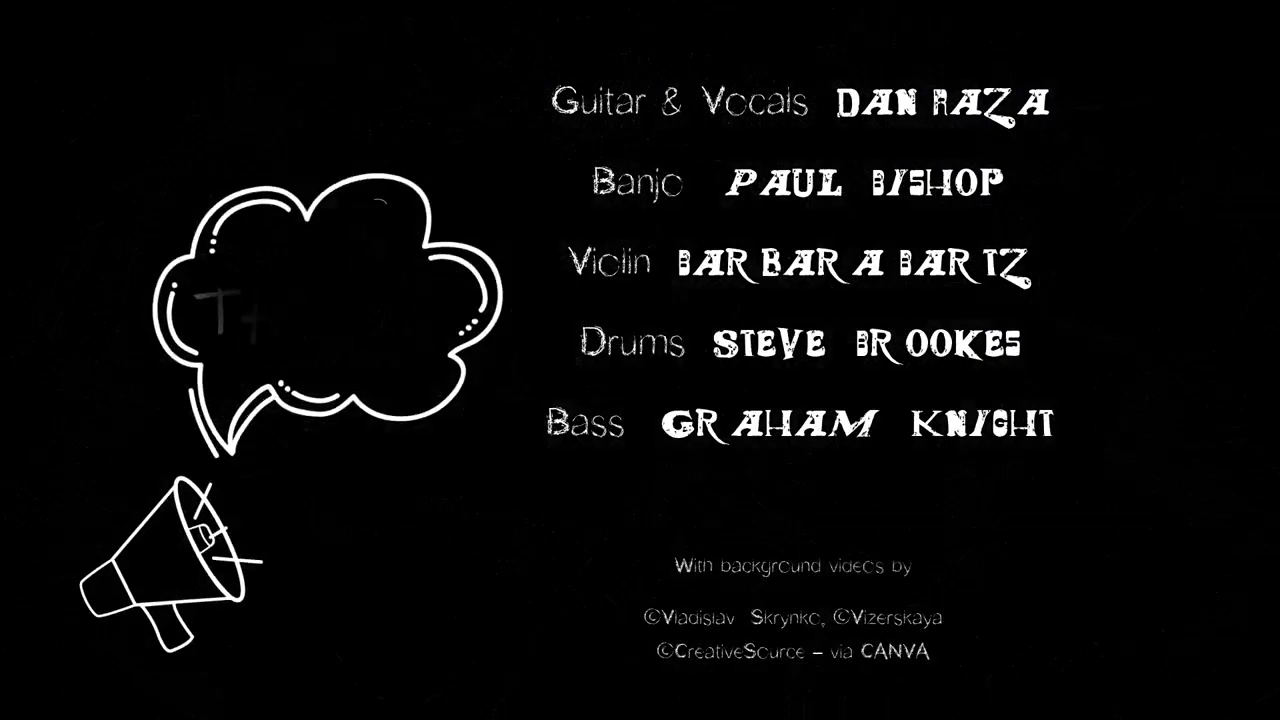 Guitar & Vocals DAN RAZA
Banjo PAUL BISHOP
Violin BARBARA BARTZ
Drums STEVE BROOKES
Bass GRAHAM KNIGHT
With background videos by
©Vladislav Skrynko, ©Vizerskaya
©CreativeSource – via CANVA